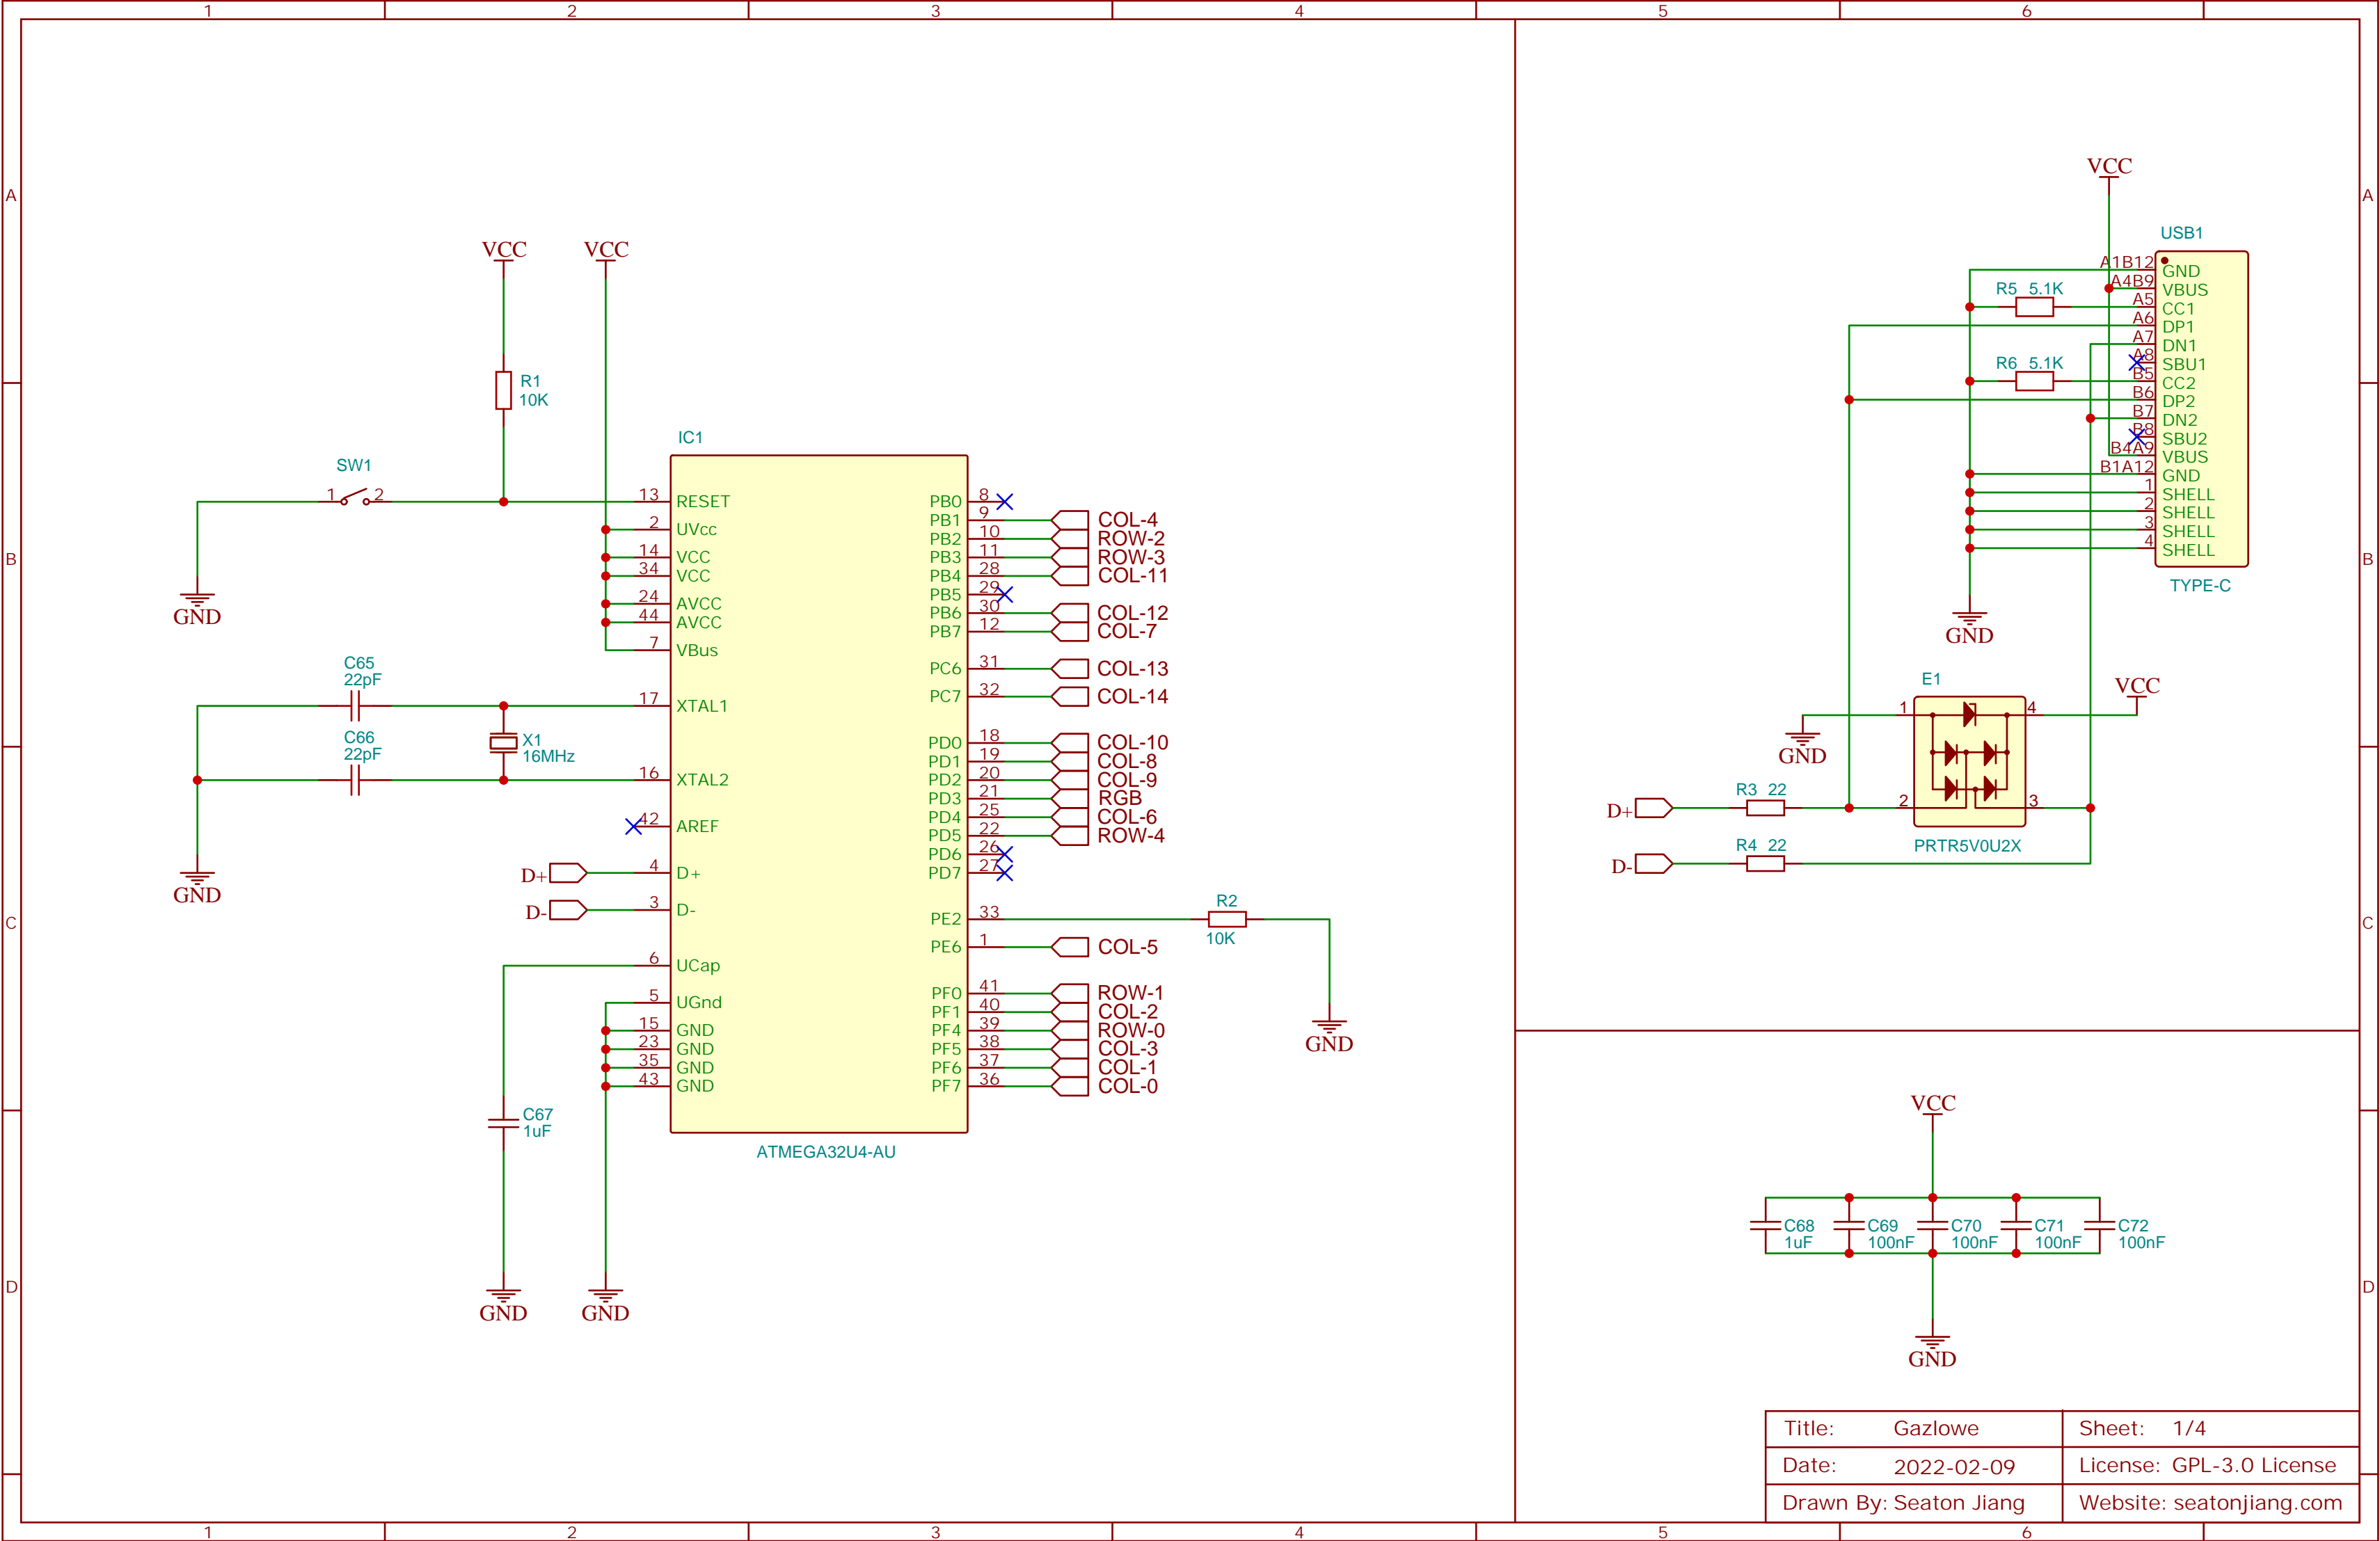 1 2 3 4 5 6
A A
B B
C C
D D
VCC
VCC
R1
10K
SW1
1 2
GND
C65
22pF
C66
22pF
X1
16MHz
GND
D+
D-
C67
1uF
GND
GND
IC1
13 RESET
2 UVcc
14 VCC
34 VCC
24 AVCC
44 AVCC
7 VBus
17 XTAL1
16 XTAL2
42 AREF
4 D+
3 D-
6 UCap
5 UGnd
15 GND
23 GND
35 GND
43 GND
PB0 8
PB1 9 COL-4
PB2 10 ROW-2
PB3 11 ROW-3
PB4 28 COL-11
PB5 29
PB6 30 COL-12
PB7 12 COL-7
PC6 31 COL-13
PC7 32 COL-14
PD0 18 COL-10
PD1 19 COL-8
PD2 20 COL-9
PD3 21 RGB
PD4 25 COL-6
PD5 22 ROW-4
PD6 26
PD7 27
PE2 33
R2
10K
GND
PE6 1 COL-5
PF0 41 ROW-1
PF1 40 COL-2
PF4 39 ROW-0
PF5 38 COL-3
PF6 37 COL-1
PF7 36 COL-0
ATMEGA32U4-AU
VCC
USB1
A1B12 GND
A4B9 VBUS
R5 5.1K
A5 CC1
A6 DP1
A7 DN1
A8 SBU1
R6 5.1K
B5 CC2
B6 DP2
B7 DN2
B8 SBU2
B4A9 VBUS
B1A12 GND
1 SHELL
2 SHELL
3 SHELL
4 SHELL
TYPE-C
GND
E1
VCC
1 4
GND
2 3
PRTR5V0U2X
D+ R3 22
D- R4 22
VCC
C68
1uF
C69
100nF
C70
100nF
C71
100nF
C72
100nF
GND
Title: Gazlowe
Sheet: 1/4
Date: 2022-02-09
License: GPL-3.0 License
Drawn By: Seaton Jiang
Website: seatonjiang.com
1 2 3 4 5 6